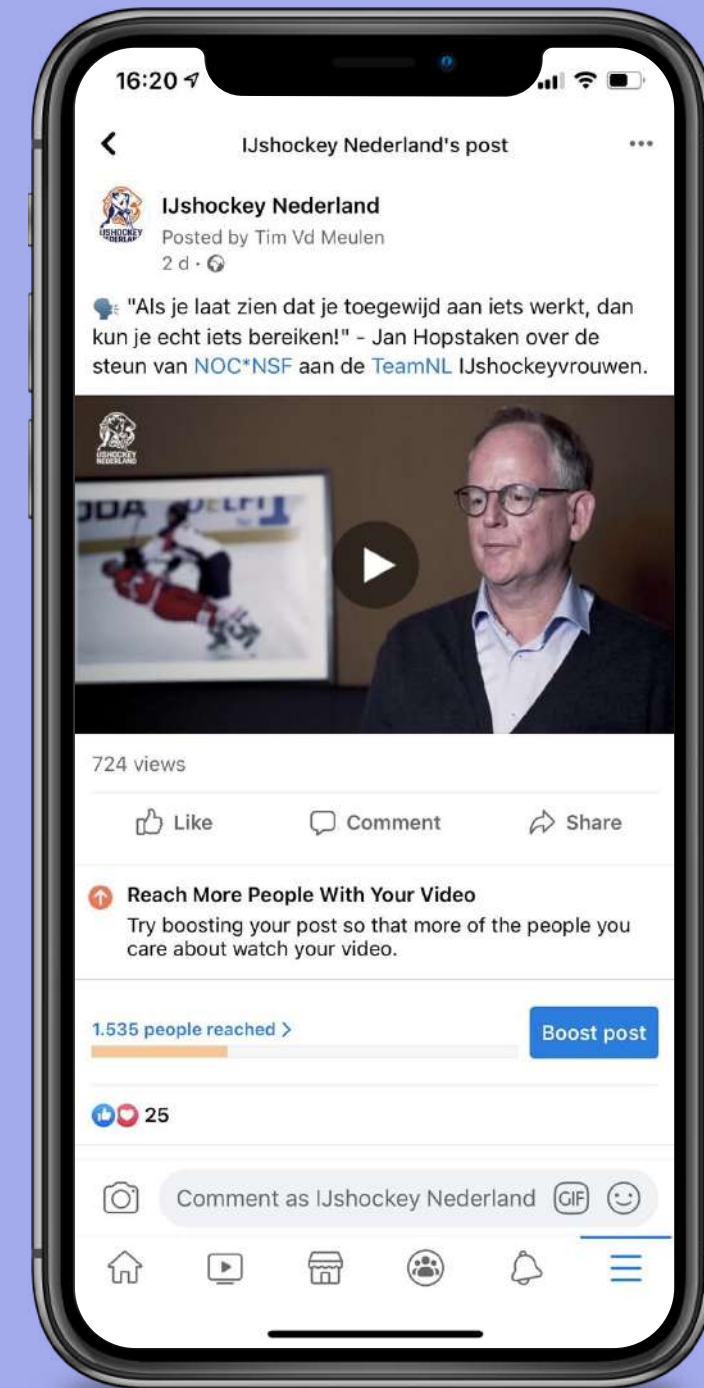 16:20
IJshockey Nederland's post
IJSHOCKEY
NEDERLAND
IJshockey Nederland
Posted by Tim Vd Meulen
2 d ·
"Als je laat zien dat je toegewijd aan iets werkt, dan
kun je echt iets bereiken!" - Jan Hopstaken over de
steun van NOC*NSF aan de TeamNL IJshockeyvrouwen.
IJSHOCKEY
NEDERLAND
724 views
Like
Comment
Share
Reach More People With Your Video
Try boosting your post so that more of the people you
care about watch your video.
1.535 people reached >
Boost post
25
Comment as IJshockey Nederland
GIF